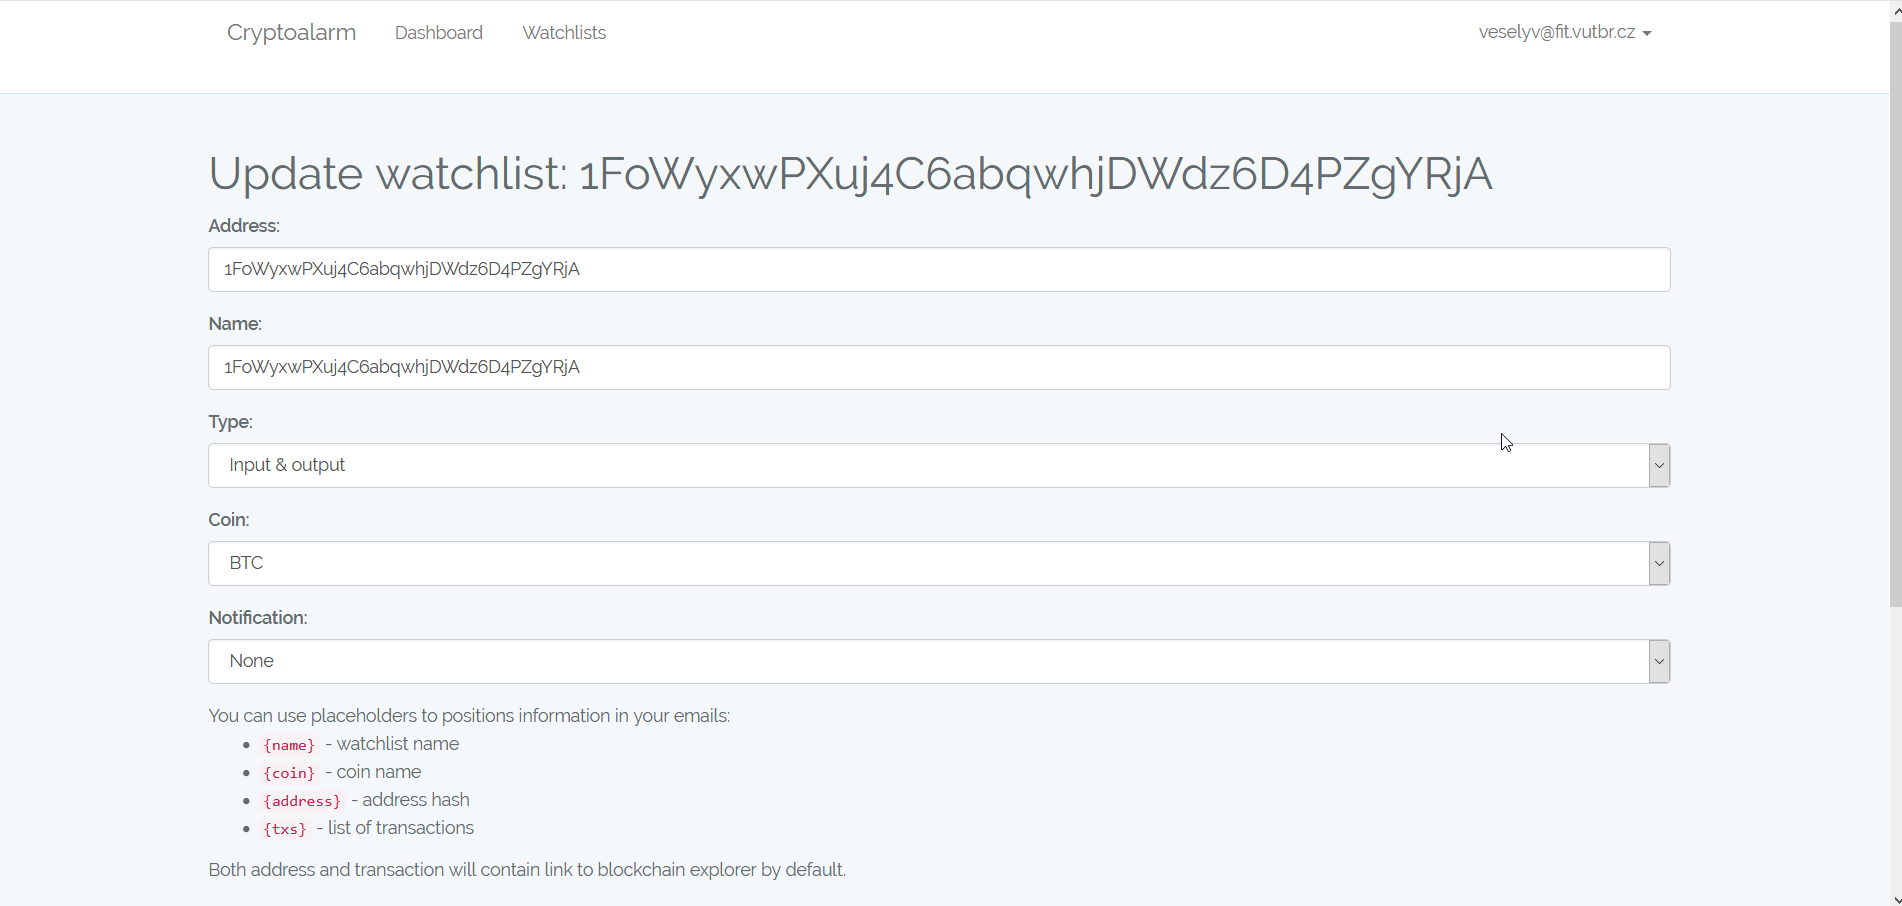 Cryptoalarm Dashboard Watchlists veselyv@fit.vutbr.cz
Update watchlist: 1FoWyxwPXuj4C6abqwhjDWdz6D4PZgYRjA
Address:
1FoWyxwPXuj4C6abqwhjDWdz6D4PZgYRjA
Name:
1FoWyxwPXuj4C6abqwhjDWdz6D4PZgYRjA
Type:
Input & output
Coin:
BTC
Notification:
None
You can use placeholders to positions information in your emails:
• {name} - watchlist name
• {coin} - coin name
• {address} - address hash
• {txs} - list of transactions
Both address and transaction will contain link to blockchain explorer by default.